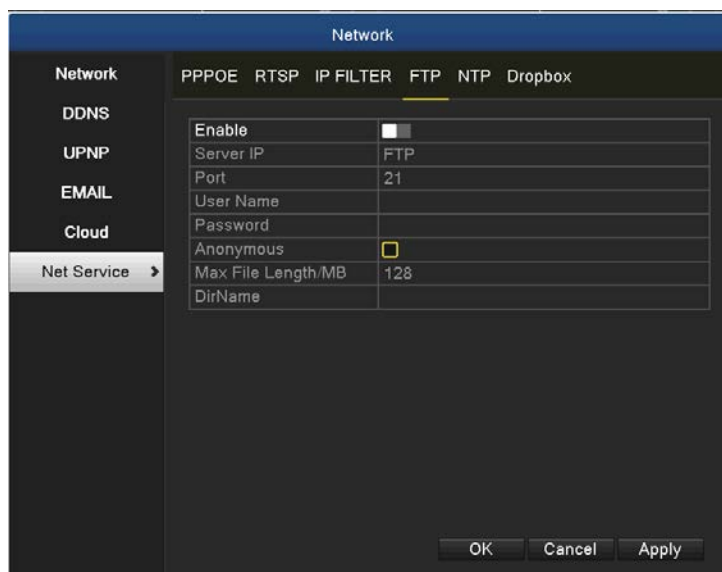 Network
Network
DDNS
UPNP
EMAIL
Cloud
Net Service
PPPOE RTSP IP FILTER FTP NTP Dropbox
Enable
Server IP FTP
Port 21
User Name
Password
Anonymous
Max File Length/MB 128
DirName
OK Cancel Apply